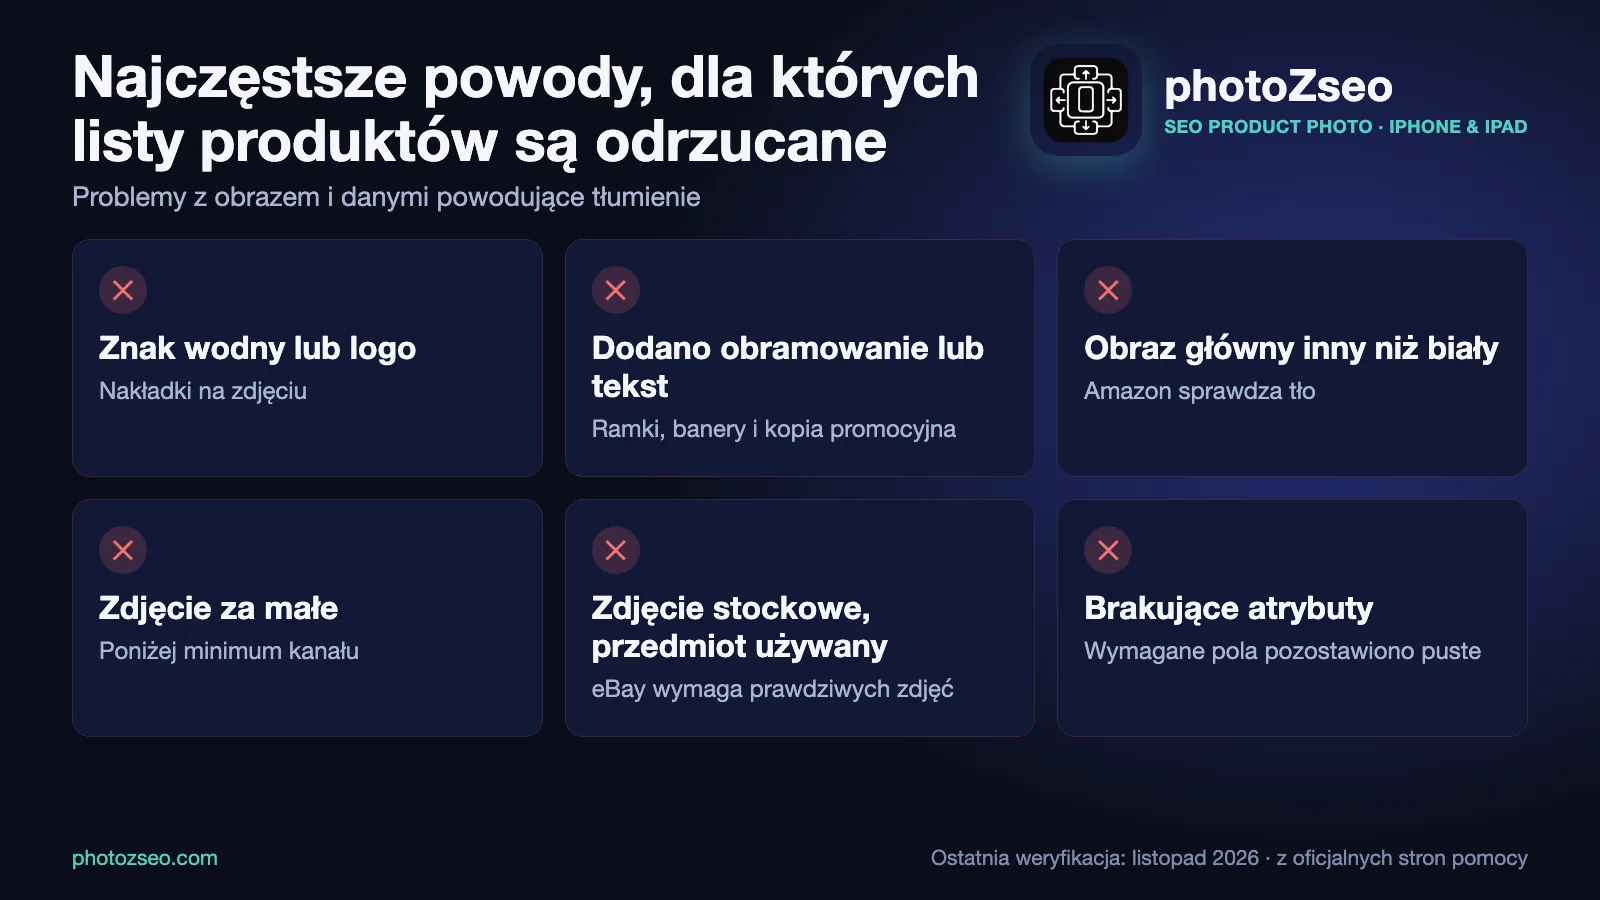 Najczęstsze powody, dla których
listy produktów są odrzucane
Problemy z obrazem i danymi powodujące tłumienie
photoZseo
SEO PRODUCT PHOTO · IPHONE & IPAD
Znak wodny lub logo
Nakładki na zdjęciu
Dodano obramowanie lub
tekst
Ramki, banery i kopia promocyjna
Obraz główny inny niż biały
Amazon sprawdza tło
Zdjęcie za małe
Poniżej minimum kanału
Zdjęcie stockowe,
przedmiot używany
eBay wymaga prawdziwych zdjęć
Brakujące atrybuty
Wymagane pola pozostawiono puste
photozseo.com
Ostatnia weryfikacja: listopad 2026 · z oficjalnych stron pomocy